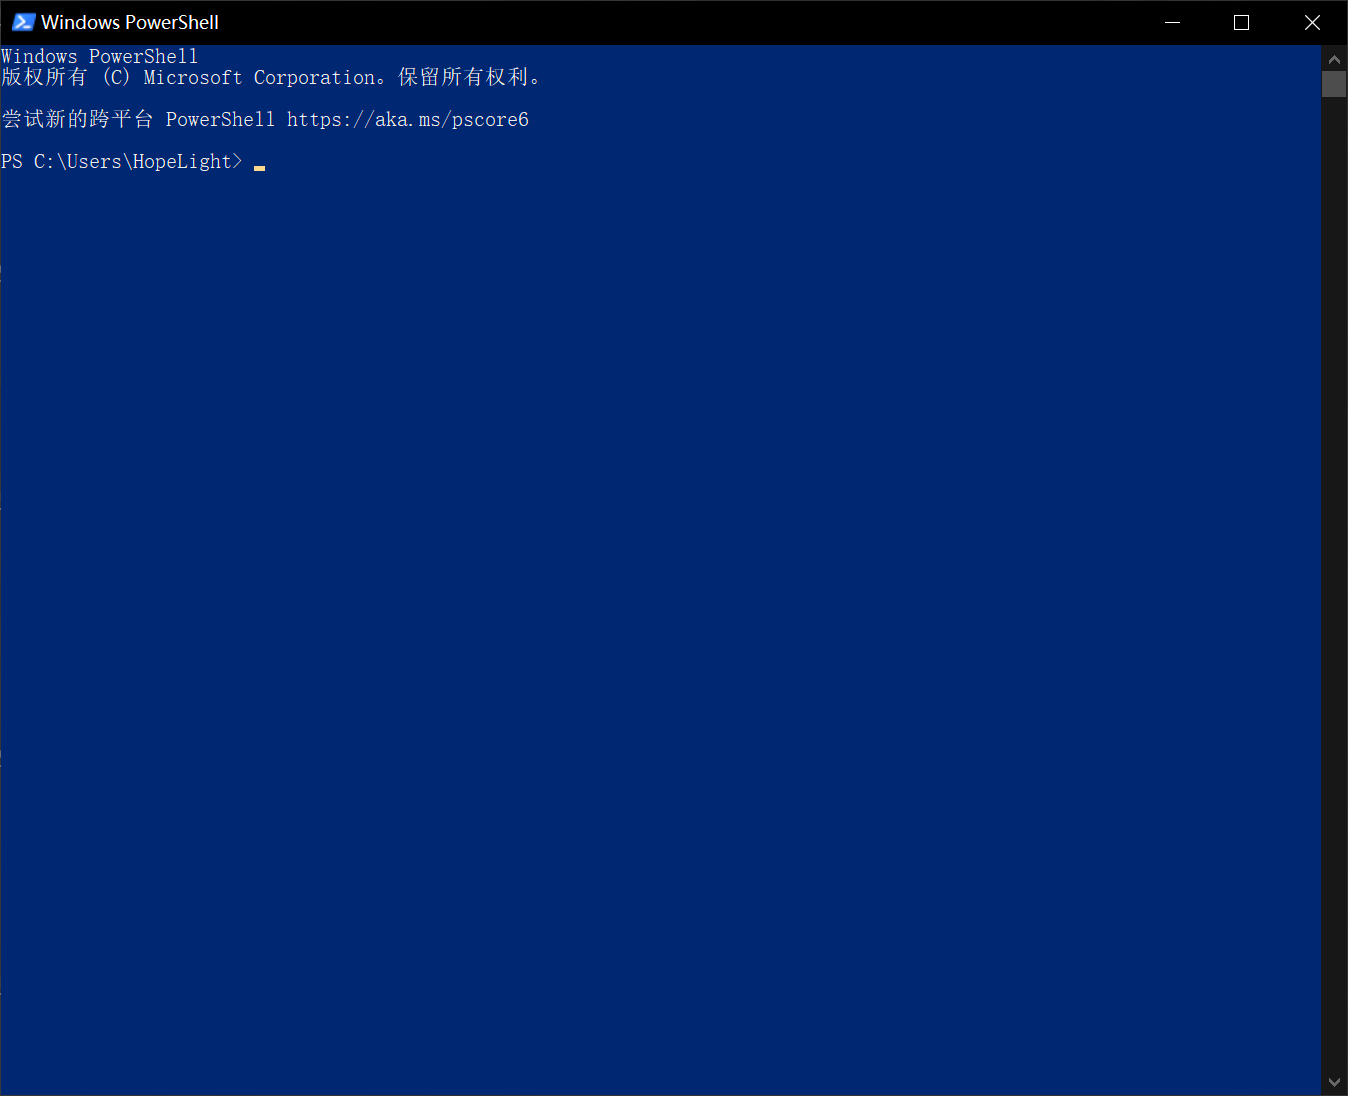 Windows PowerShell
Windows PowerShell
版权所有 (C) Microsoft Corporation。保留所有权利。
尝试新的跨平台 PowerShell https://aka.ms/pscore6
PS C:\Users\HopeLight>